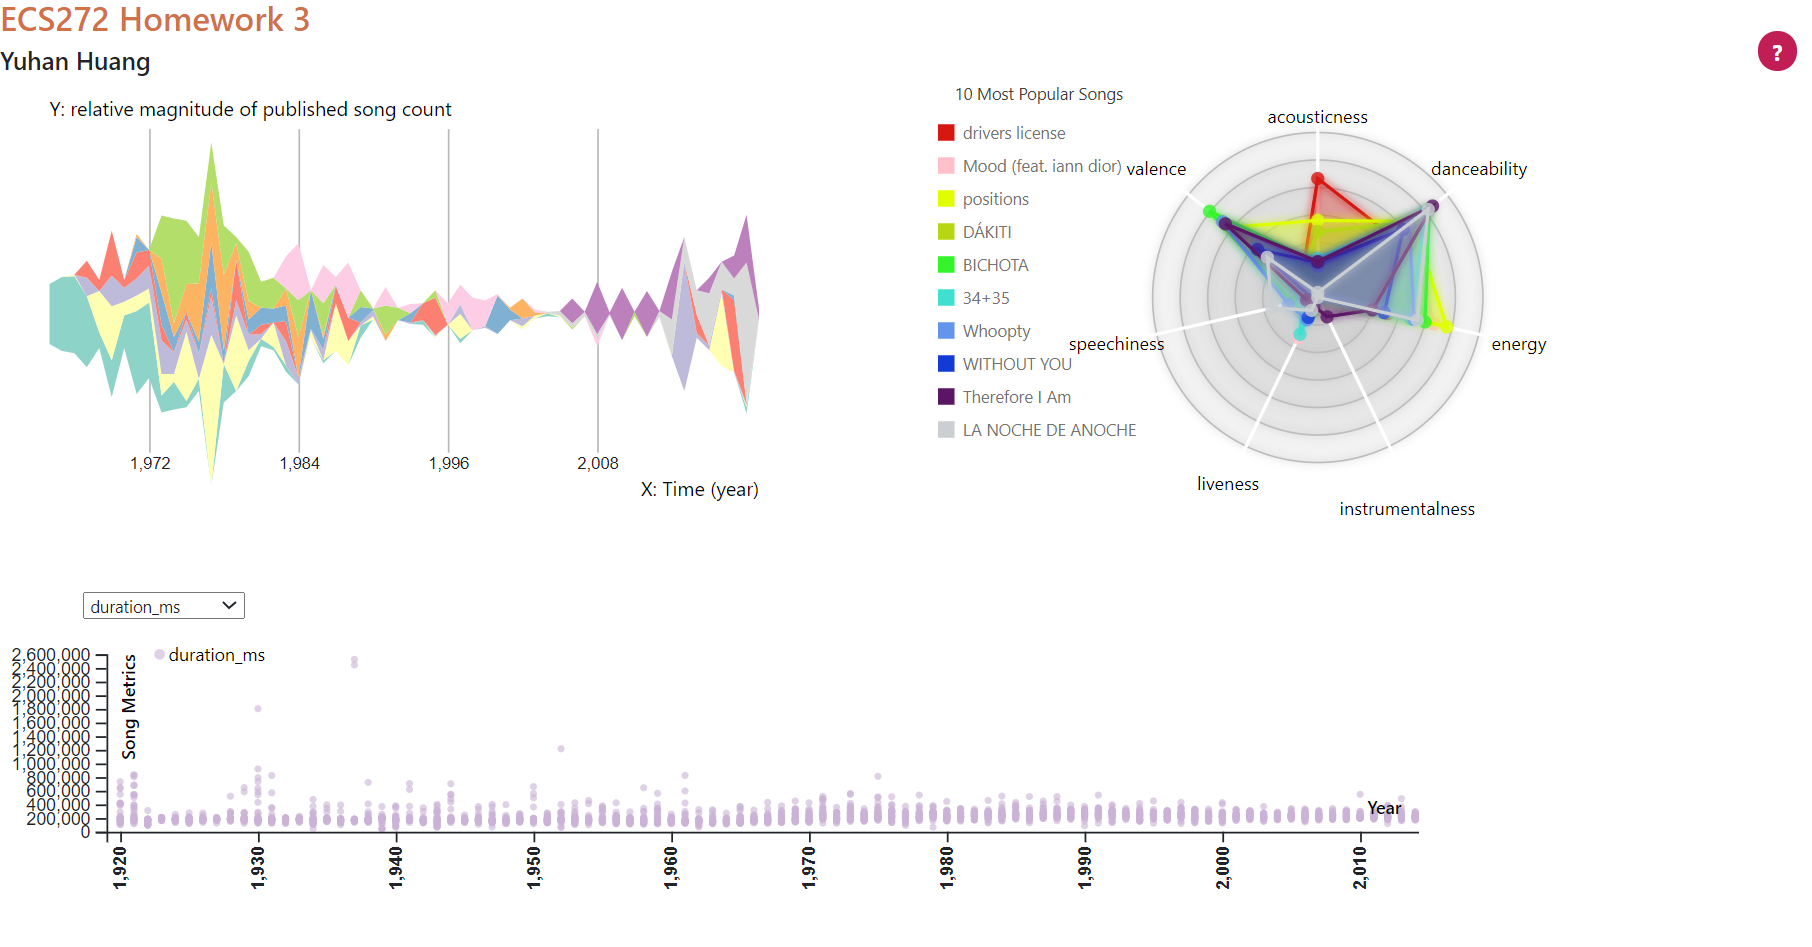 ECS272 Homework 3
Yuhan Huang
?
Y: relative magnitude of published song count
1,972
1,984
1,996
2,008
X: Time (year)
10 Most Popular Songs
drivers license
Mood (feat. iann dior)
positions
DÁKITI
BICHOTA
34+35
Whoopty
WITHOUT YOU
Therefore I Am
LA NOCHE DE ANOCHE
acousticness
danceability
energy
instrumentalness
liveness
speechiness
valence
duration_ms
duration_ms
Song Metrics
2,600,000
2,400,000
2,200,000
2,000,000
1,800,000
1,600,000
1,400,000
1,200,000
1,000,000
800,000
600,000
400,000
200,000
0
Year
1,920
1,930
1,940
1,950
1,960
1,970
1,980
1,990
2,000
2,010